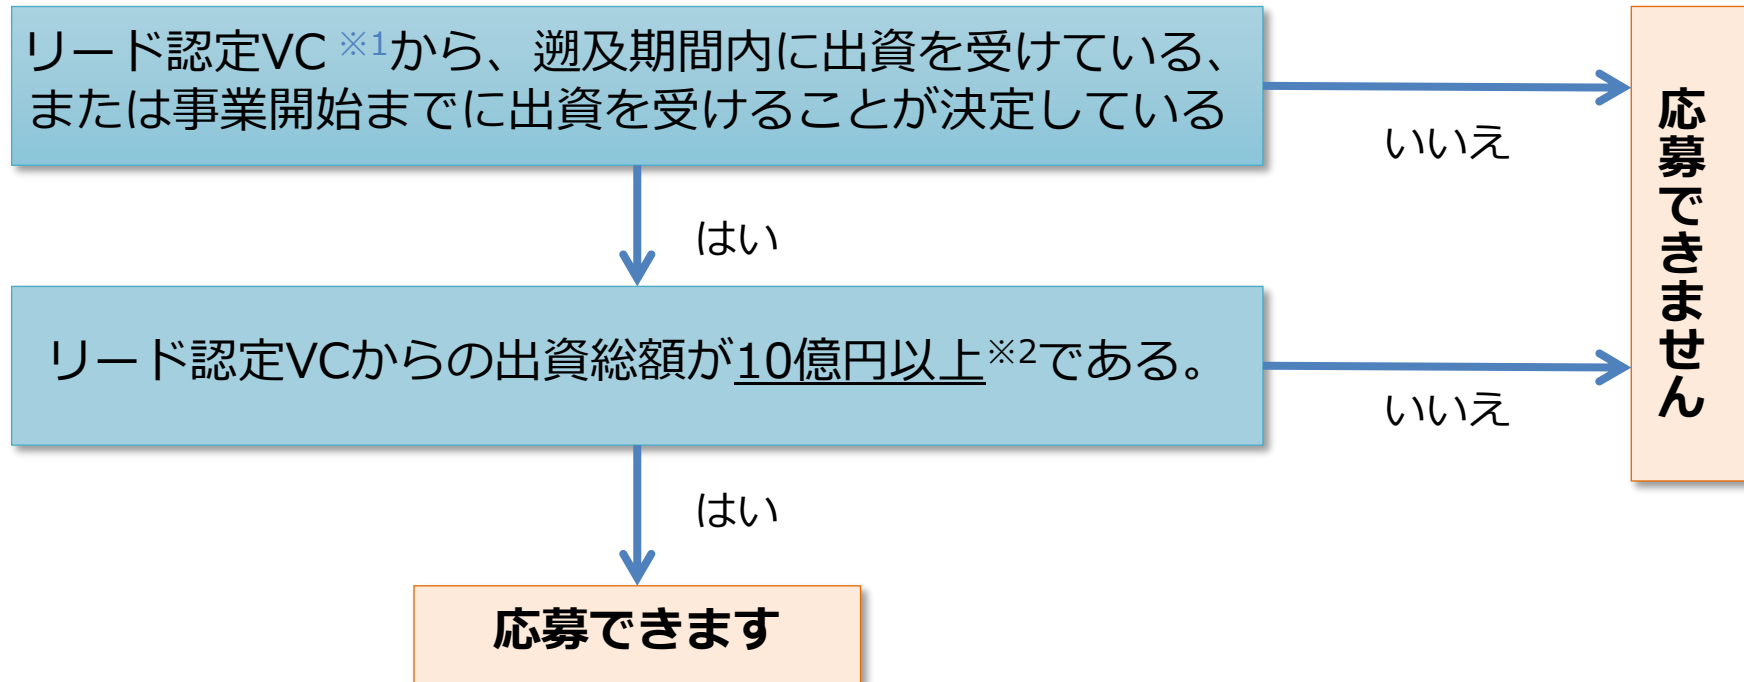 リード認定VC ※1から、遡及期間内に出資を受けている、
または事業開始までに出資を受けることが決定している
いいえ
はい
リード認定VCからの出資総額が10億円以上※2である。
いいえ
はい
応募できます
応募できません